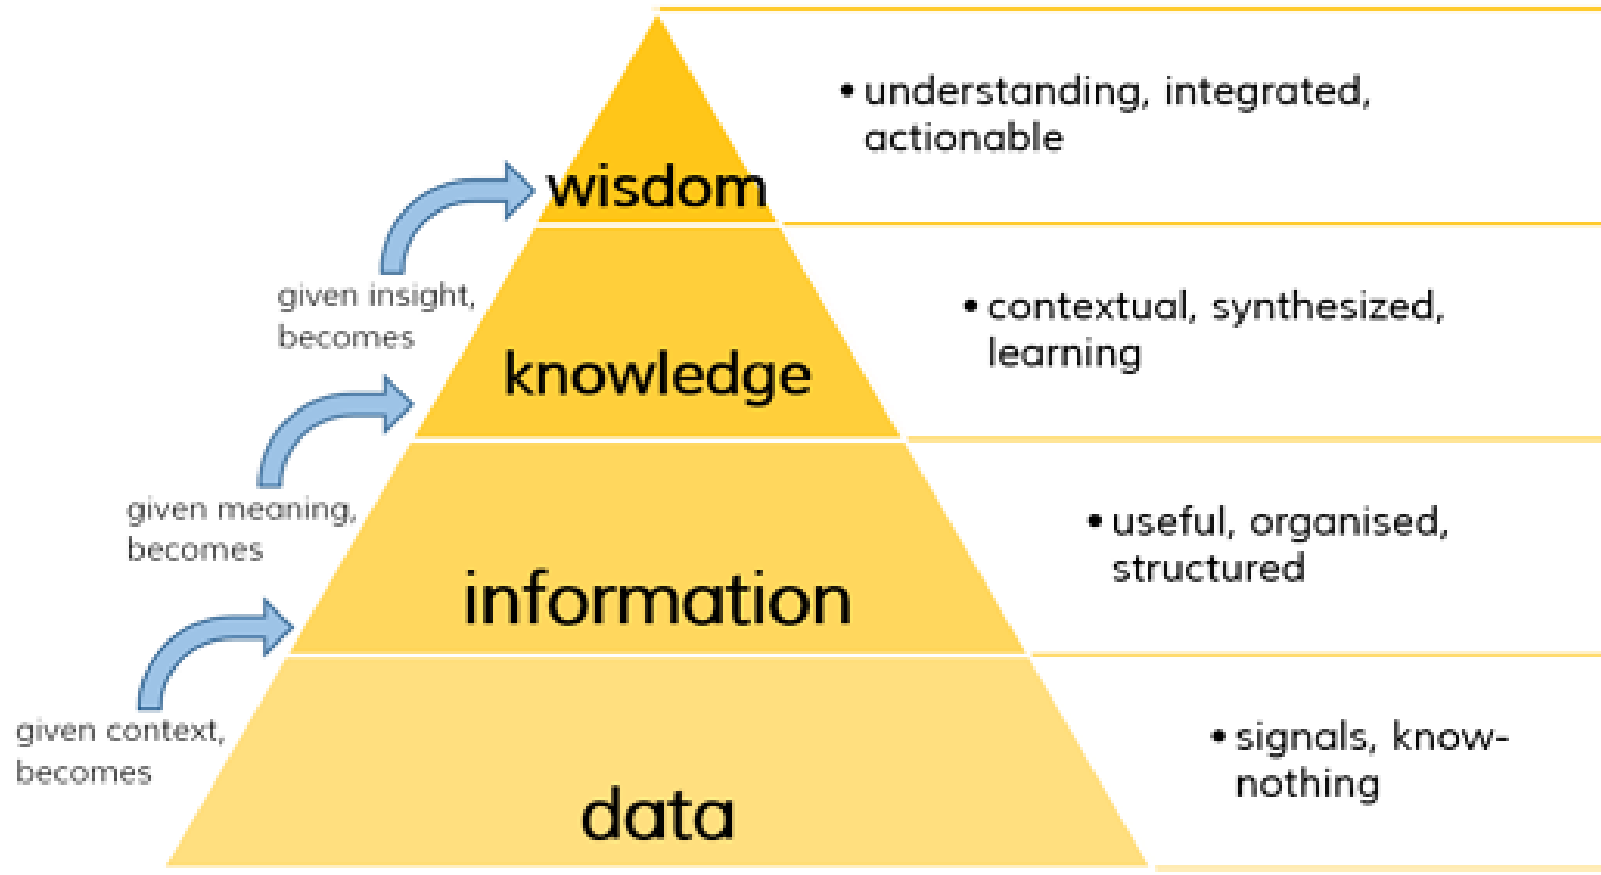 understanding, integrated,
actionable
wisdom
given insight,
becomes
contextual, synthesized,
learning
knowledge
given meaning,
becomes
useful, organised,
structured
information
given context,
becomes
signals, know-
nothing
data